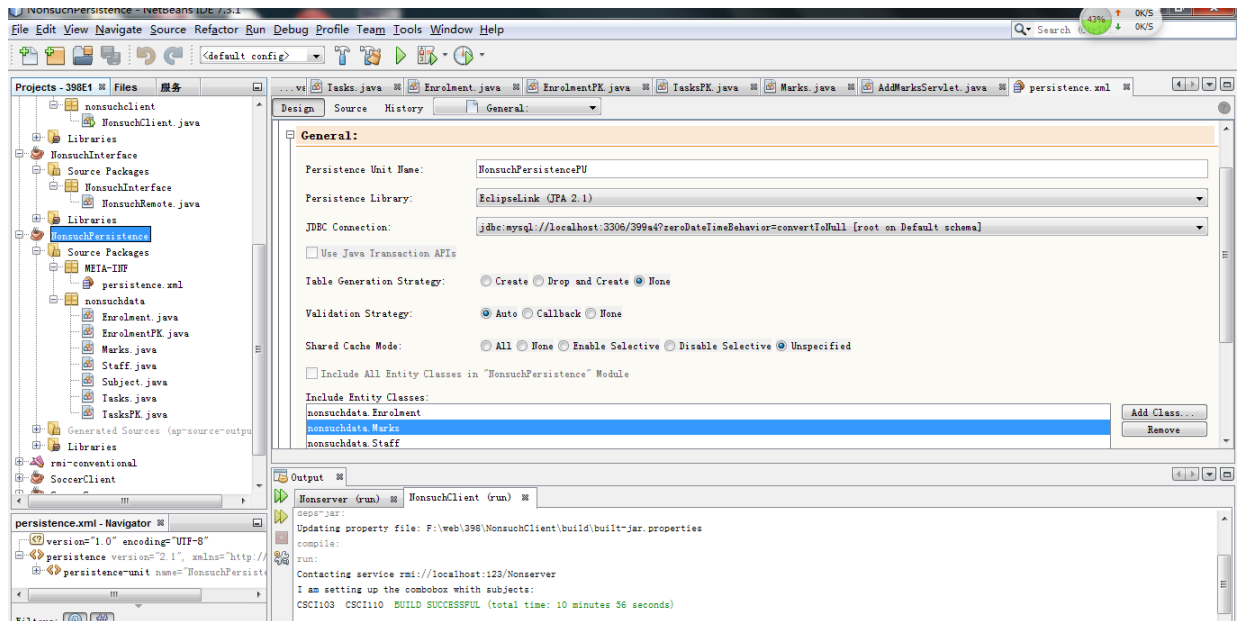 NonsuchPersistence - NetBeans IDE 7.3.1
43%
0K/S
0K/S
File Edit View Navigate Source Refactor Run Debug Profile Team Tools Window Help
Search
<default config>
Projects - 398E1 Files 服务
Tasks.java Enrolment.java EnrolmentPK.java TasksPK.java Marks.java AddMarksServlet.java persistence.xml
nonsuchclient
NonsuchClient.java
Libraries
NonsuchInterface
Source Packages
NonsuchInterface
NonsuchRemote.java
Libraries
NonsuchPersistence
Source Packages
META-INF
persistence.xml
nonsuchdata
Enrolment.java
EnrolmentPK.java
Marks.java
Staff.java
Subject.java
Tasks.java
TasksPK.java
Generated Sources (ap-source-outpu
Libraries
rmi-conventional
SoccerClient
persistence.xml - Navigator
version="1.0" encoding="UTF-8"
persistence version="2.1", xmlns="http:/
persistence-unit name="NonsuchPersiste
Filters:
Design Source History General:
General:
Persistence Unit Name: NonsuchPersistencePU
Persistence Library: EclipseLink (JPA 2.1)
JDBC Connection: jdbc:mysql://localhost:3306/399a4?zeroDateTimeBehavior=convertToNull [root on Default schema]
Use Java Transaction APIs
Table Generation Strategy: Create Drop and Create None
Validation Strategy: Auto Callback None
Shared Cache Mode: All None Enable Selective Disable Selective Unspecified
Include All Entity Classes in "NonsuchPersistence" Module
Include Entity Classes:
nonsuchdata.Enrolment
nonsuchdata.Marks
nonsuchdata.Staff
Add Class...
Remove
Output
Nonserver (run) NonsuchClient (run)
deps-jar:
Updating property file: F:\web\398\NonsuchClient\build\built-jar.properties
compile:
run:
Contacting service rmi://localhost:123/Nonserver
I am setting up the combobox whith subjects:
CSCI103 CSCI110 BUILD SUCCESSFUL (total time: 10 minutes 56 seconds)